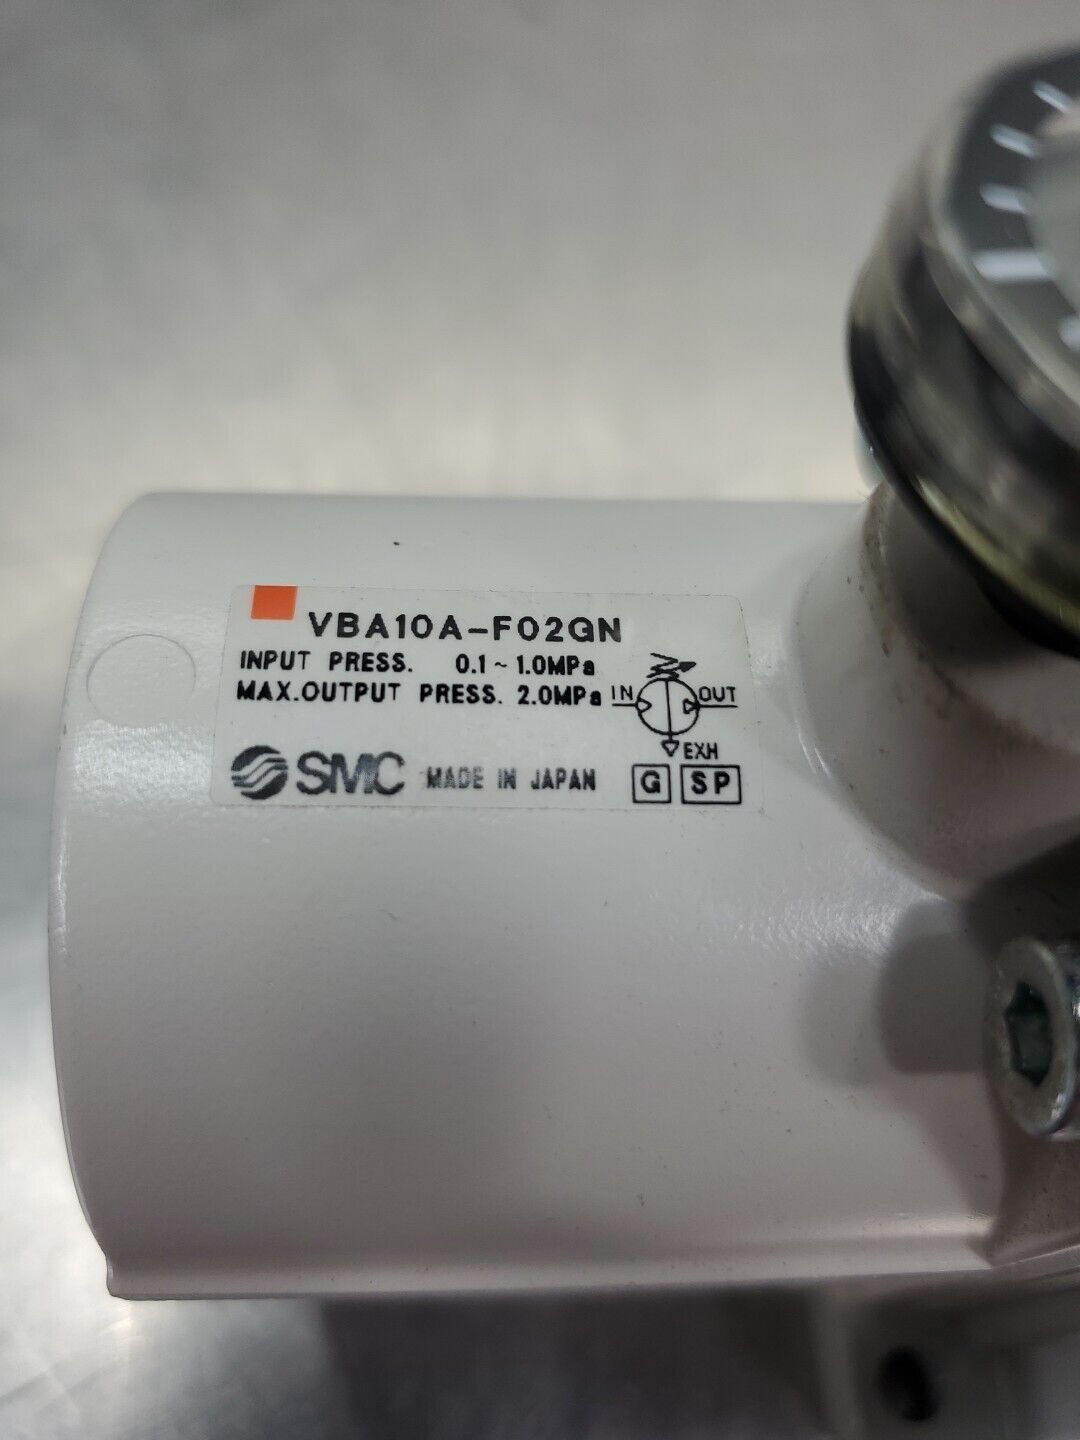 VBA10A-F02GN
INPUT PRESS. 0.1~1.0MPa
MAX.OUTPUT PRESS. 2.0MPa
IN OUT
EXH
SMC MADE IN JAPAN G SP